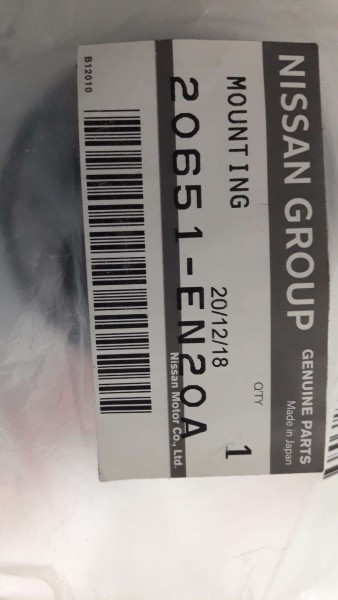 NISSAN GROUP GENUINE PARTS
Made in Japan
MOUNTING 20/12/18 QTY 1
20651-EN20A
Nissan Motor Co., Ltd.
B12010